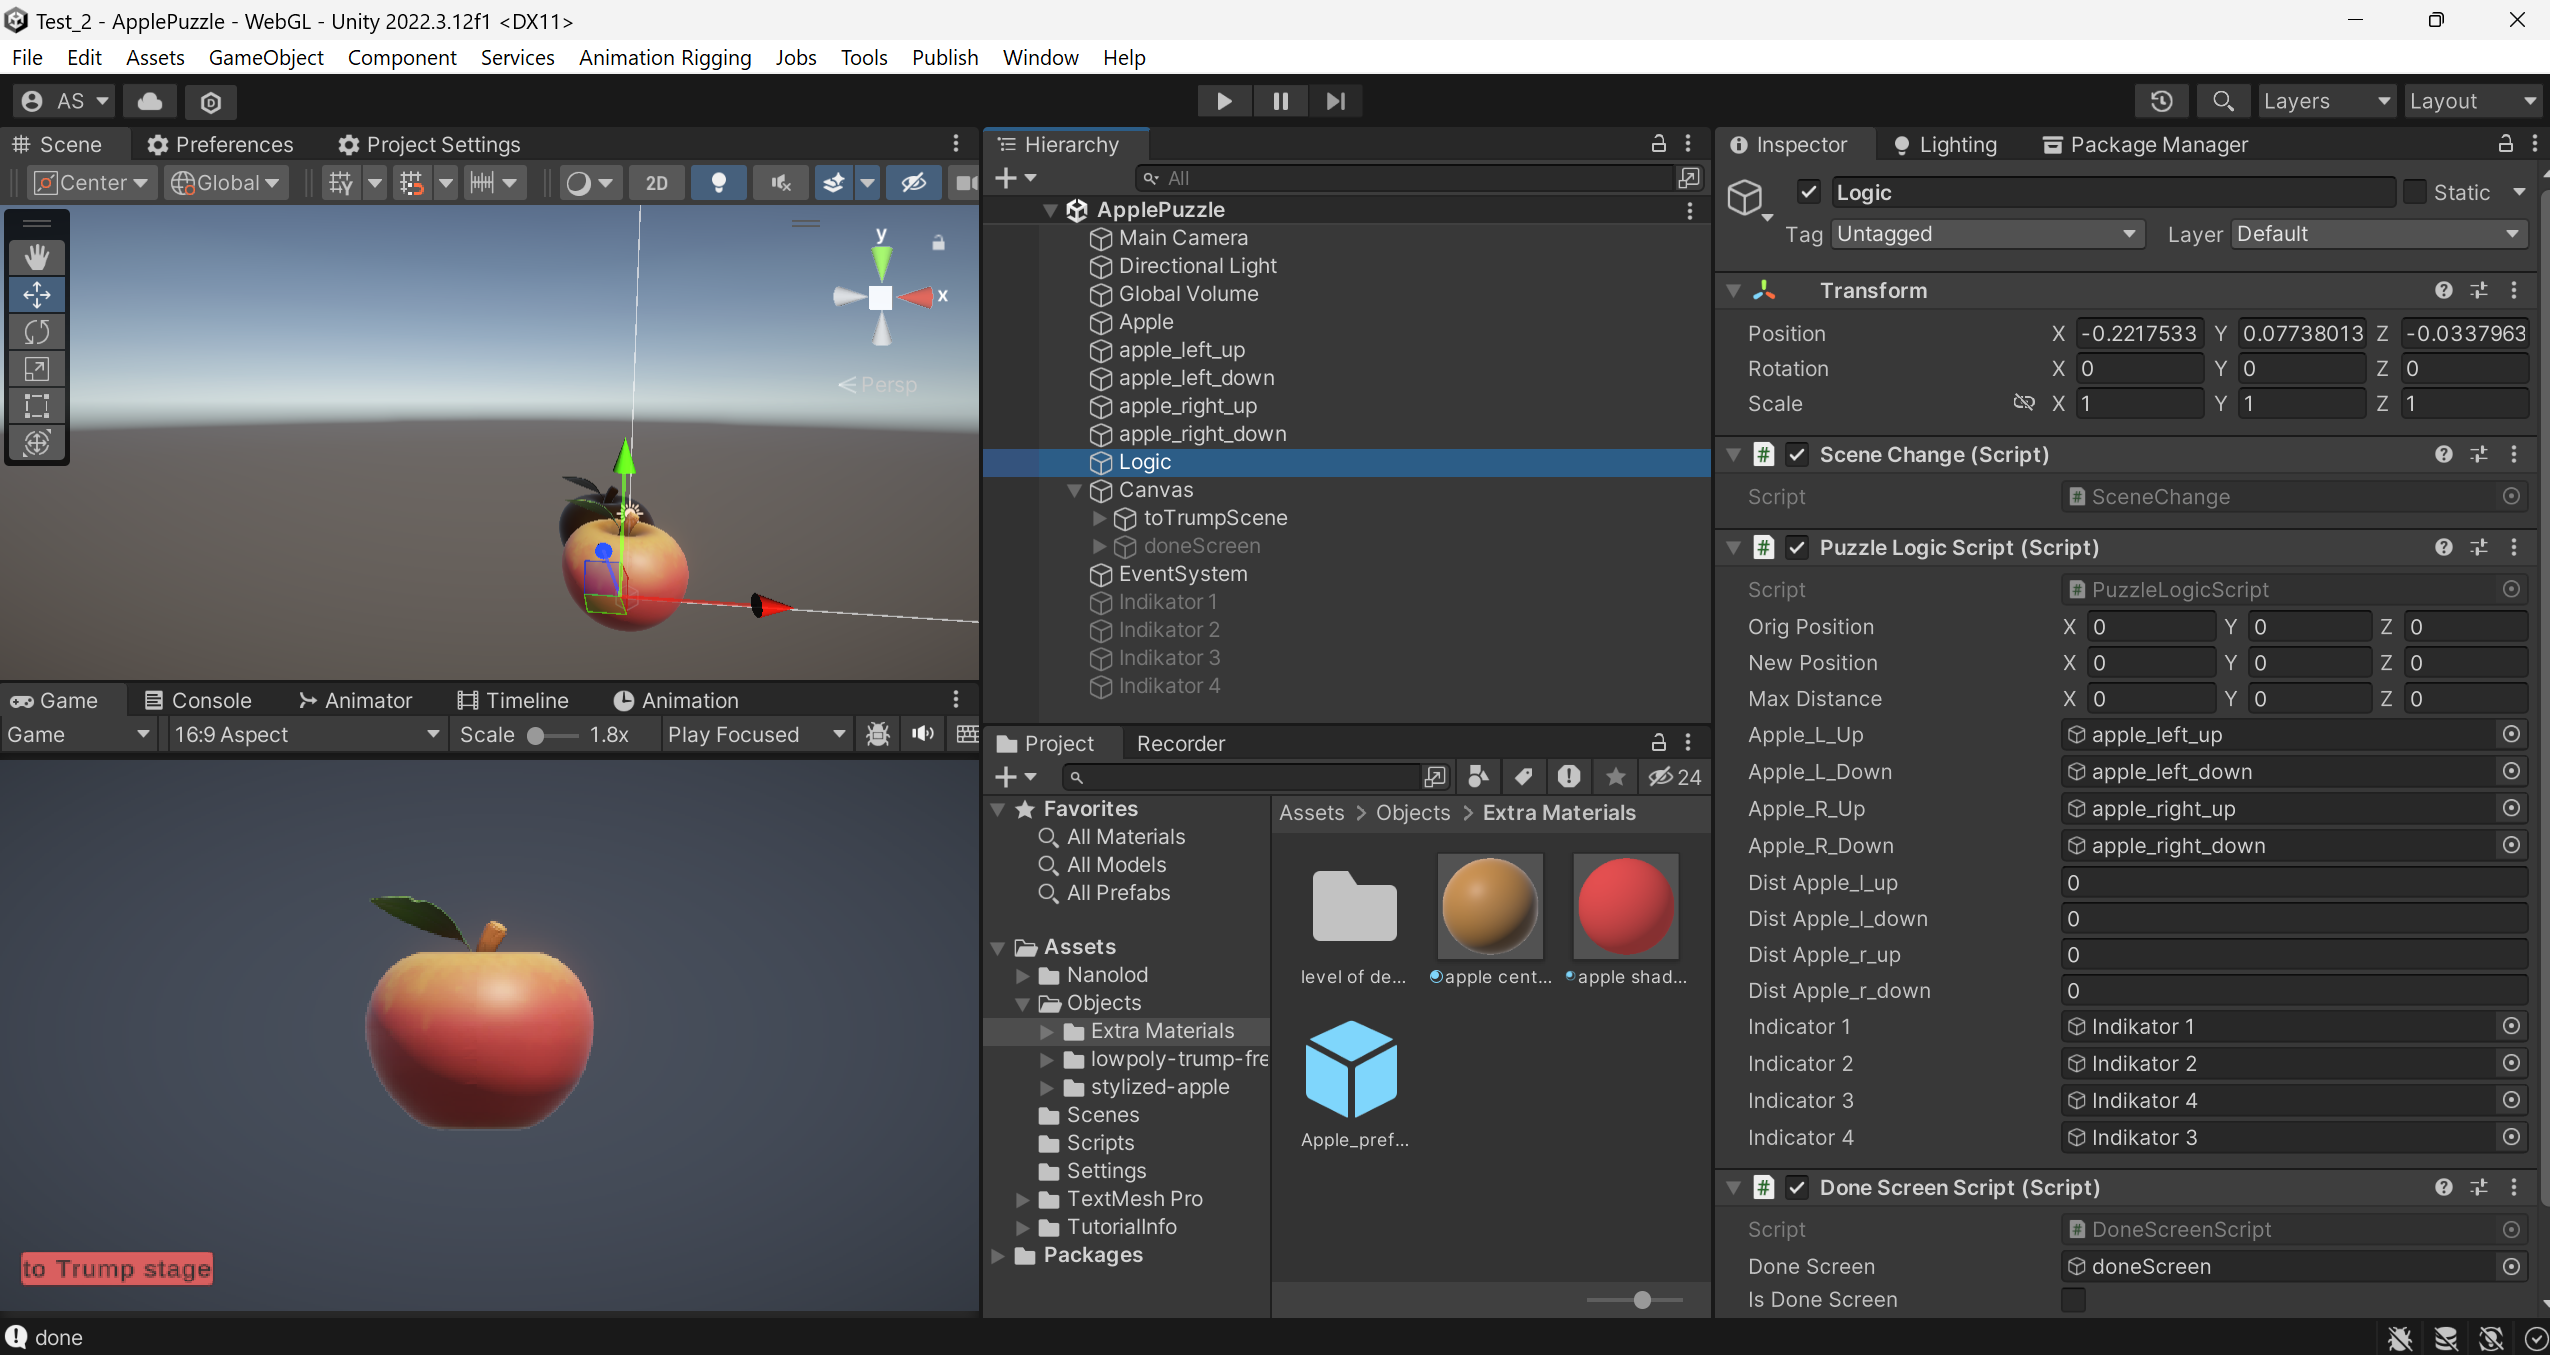 Test_2 - ApplePuzzle - WebGL - Unity 2022.3.12f1 <DX11>
File Edit Assets GameObject Component Services Animation Rigging Jobs Tools Publish Window Help
AS
Layers
Layout
Scene
Preferences
Project Settings
Center
Global
2D
y
x
Persp
Game
Console
Animator
Timeline
Animation
Game
16:9 Aspect
Scale 1.8x
Play Focused
to Trump stage
Hierarchy
All
ApplePuzzle
Main Camera
Directional Light
Global Volume
Apple
apple_left_up
apple_left_down
apple_right_up
apple_right_down
Logic
Canvas
toTrumpScene
doneScreen
EventSystem
Indikator 1
Indikator 2
Indikator 3
Indikator 4
Project
Recorder
24
Favorites
All Materials
All Models
All Prefabs
Assets
Nanolod
Objects
Extra Materials
lowpoly-trump-fre
stylized-apple
Scenes
Scripts
Settings
TextMesh Pro
TutorialInfo
Packages
Assets > Objects > Extra Materials
level of de...
apple cent...
apple shad...
Apple_pref...
Inspector
Lighting
Package Manager
Logic
Static
Tag Untagged
Layer Default
Transform
Position X -0.2217533 Y 0.07738013 Z -0.0337963
Rotation X 0 Y 0 Z 0
Scale X 1 Y 1 Z 1
# Scene Change (Script)
Script # SceneChange
# Puzzle Logic Script (Script)
Script # PuzzleLogicScript
Orig Position X 0 Y 0 Z 0
New Position X 0 Y 0 Z 0
Max Distance X 0 Y 0 Z 0
Apple_L_Up apple_left_up
Apple_L_Down apple_left_down
Apple_R_Up apple_right_up
Apple_R_Down apple_right_down
Dist Apple_l_up 0
Dist Apple_l_down 0
Dist Apple_r_up 0
Dist Apple_r_down 0
Indicator 1 Indikator 1
Indicator 2 Indikator 2
Indicator 3 Indikator 4
Indicator 4 Indikator 3
# Done Screen Script (Script)
Script # DoneScreenScript
Done Screen doneScreen
Is Done Screen
done